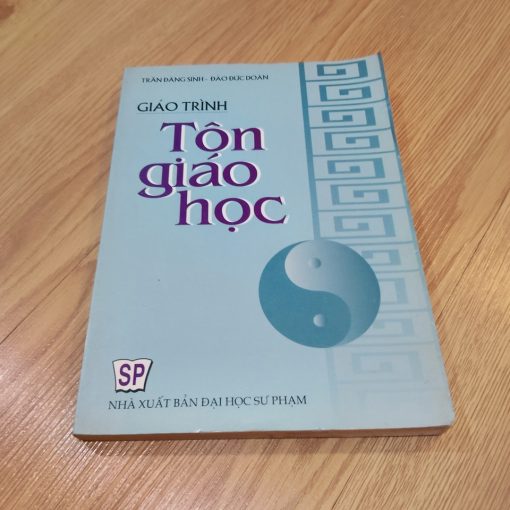 TRẦN ĐĂNG SINH - ĐÀO ĐỨC DOÃN
GIÁO TRÌNH
Tôn
giáo
học
SP
NHÀ XUẤT BẢN ĐẠI HỌC SƯ PHẠM